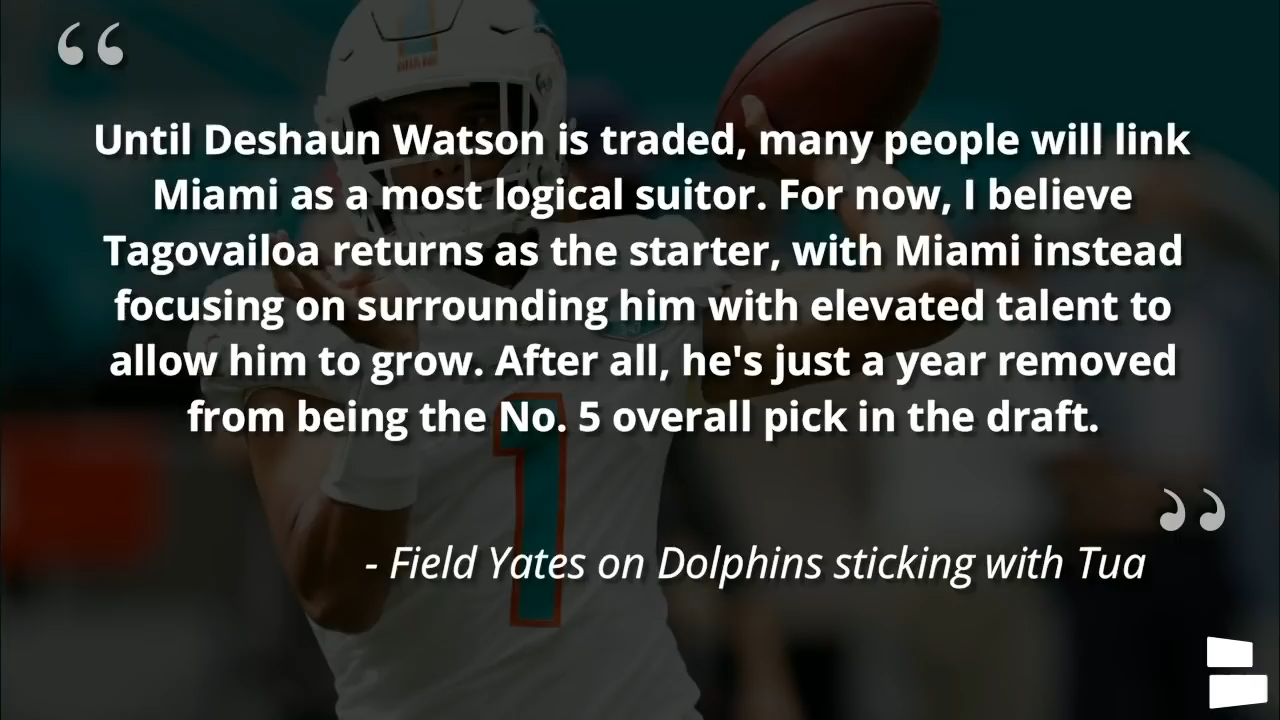 “
Until Deshaun Watson is traded, many people will link
Miami as a most logical suitor. For now, I believe
Tagovailoa returns as the starter, with Miami instead
focusing on surrounding him with elevated talent to
allow him to grow. After all, he's just a year removed
from being the No. 5 overall pick in the draft.
”
- Field Yates on Dolphins sticking with Tua
MIAMI
1